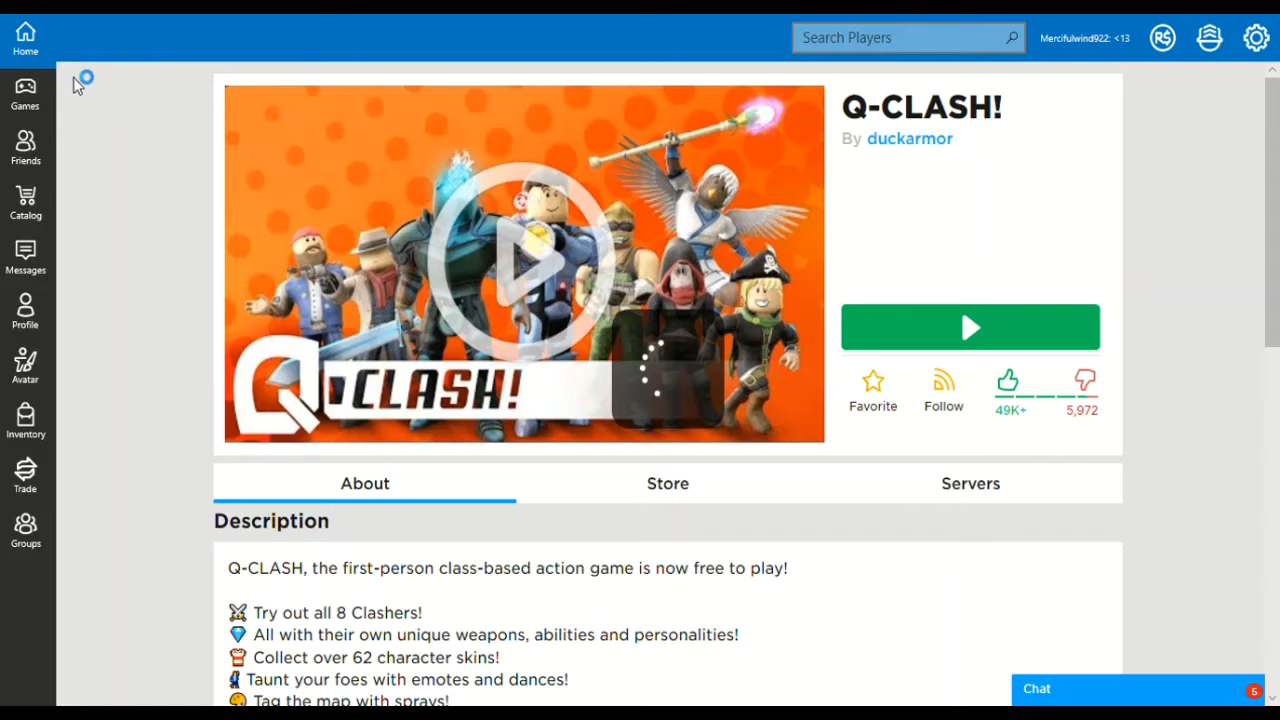 Home
Search Players
Mercifulwind922: <13
Games
Friends
Catalog
Messages
Profile
Avatar
Inventory
Trade
Groups
Q-CLASH!
Q-CLASH!
By duckarmor
Favorite
Follow
49K+
5,972
About
Store
Servers
Description
Q-CLASH, the first-person class-based action game is now free to play!
Try out all 8 Clashers!
All with their own unique weapons, abilities and personalities!
Collect over 62 character skins!
Taunt your foes with emotes and dances!
Tag the map with sprays!
Chat
5